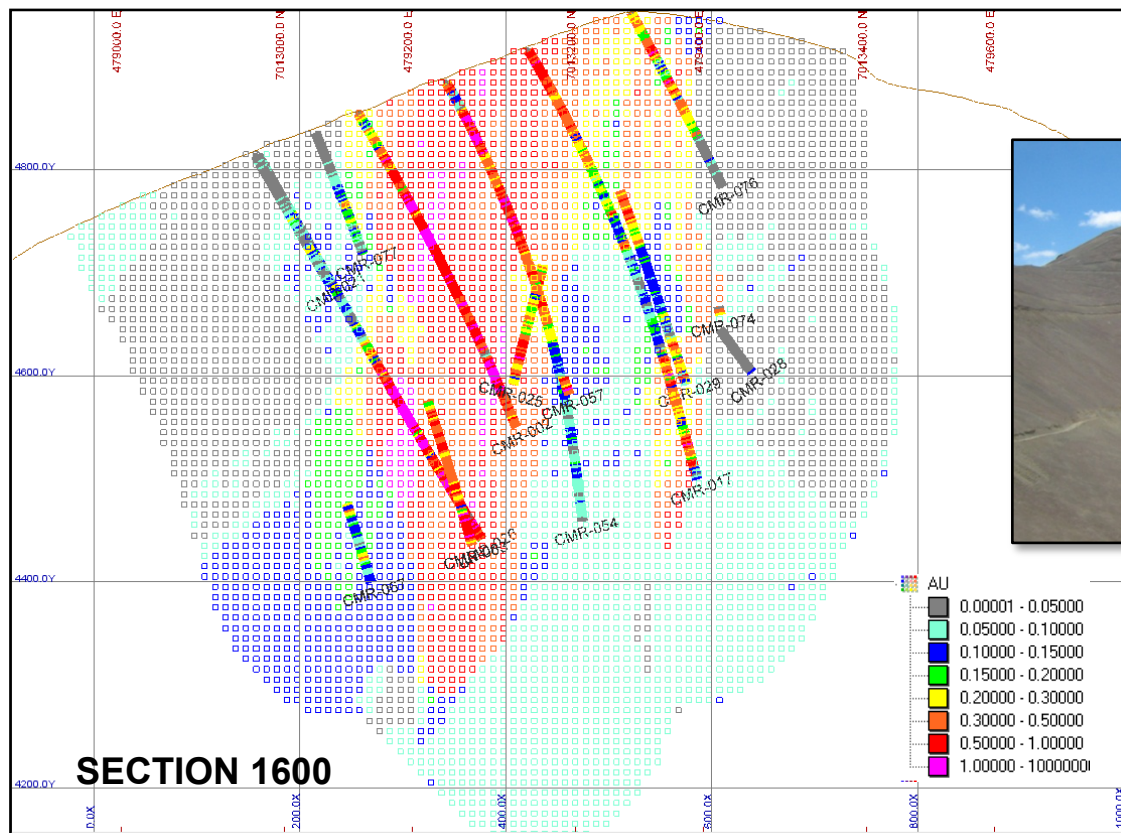 479000.0 E
7013000.0 N
479200.0 E
7013200.0 N
479400.0 E
7013400.0 N
479600.0 E
4800.0Y
4600.0Y
4400.0Y
4200.0Y
CMR-076
CMR-077
CMR-074
CMR-028
CMR-025
CMR-057
CMR-029
CMR-002
CMR-017
CMR-054
AU
0.00001 - 0.05000
0.05000 - 0.10000
0.10000 - 0.15000
0.15000 - 0.20000
0.20000 - 0.30000
0.30000 - 0.50000
0.50000 - 1.00000
1.00000 - 1000000
SECTION 1600
0.0X
200.0X
400.0X
600.0X
800.0X
1000.0X